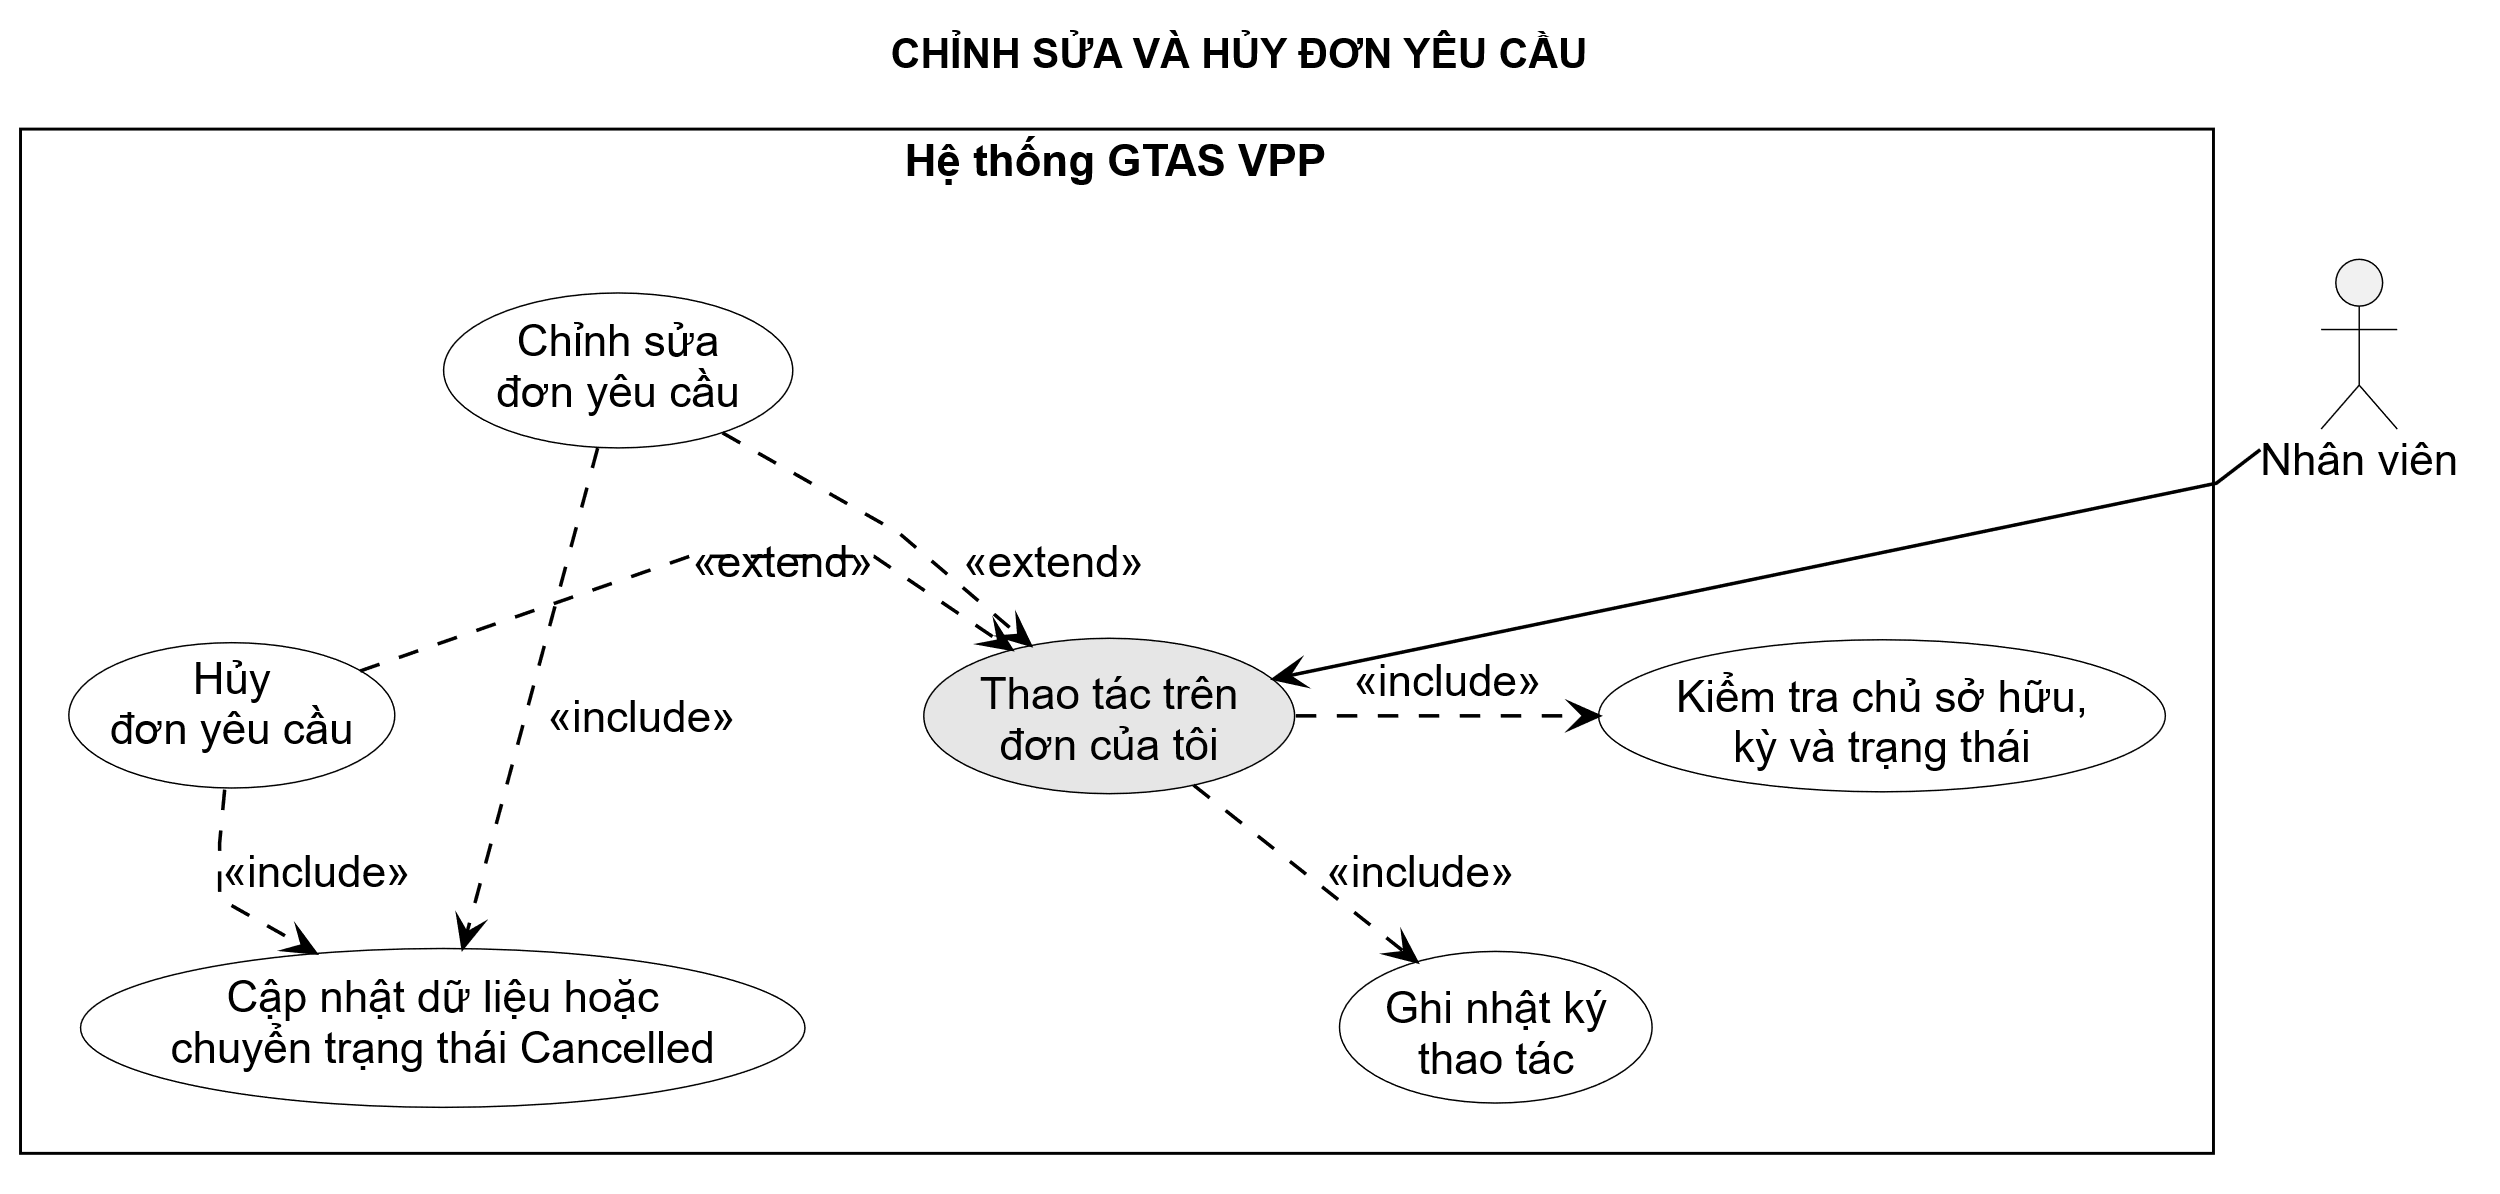 CHỈNH SỬA VÀ HỦY ĐƠN YÊU CẦU
Hệ thống GTAS VPP
Chỉnh sửa
đơn yêu cầu
Nhân viên
«extend»
«extend»
Hủy
đơn yêu cầu
«include»
Thao tác trên
đơn của tôi
«include»
Kiểm tra chủ sở hữu,
kỳ và trạng thái
«include»
«include»
Cập nhật dữ liệu hoặc
chuyển trạng thái Cancelled
Ghi nhật ký
thao tác